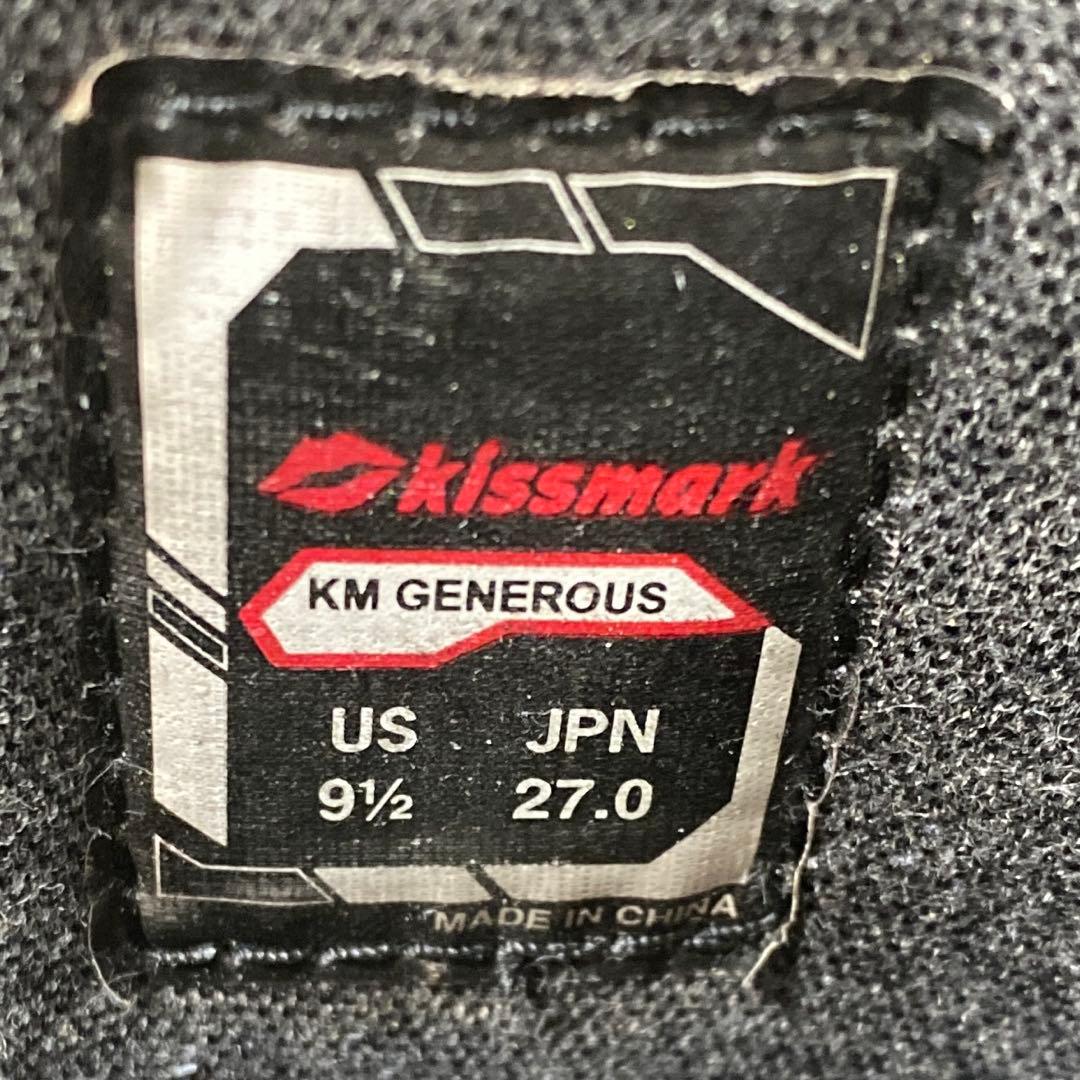 kissmark
KM GENEROUS
US JPN
9½ 27.0
MADE IN CHINA